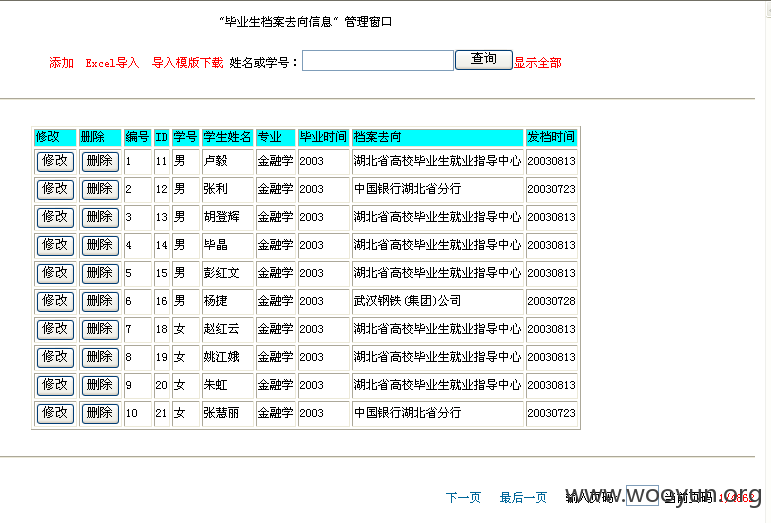 “毕业生档案去向信息”管理窗口
添加 Excel导入 导入模版下载 姓名或学号： 查询 显示全部
修改 删除 编号 ID 学号 学生姓名 专业 毕业时间 档案去向 发档时间
修改 删除 1 11 男 卢毅 金融学 2003 湖北省高校毕业生就业指导中心 20030813
修改 删除 2 12 男 张利 金融学 2003 中国银行湖北省分行 20030723
修改 删除 3 13 男 胡登辉 金融学 2003 湖北省高校毕业生就业指导中心 20030813
修改 删除 4 14 男 毕晶 金融学 2003 湖北省高校毕业生就业指导中心 20030813
修改 删除 5 15 男 彭红文 金融学 2003 湖北省高校毕业生就业指导中心 20030813
修改 删除 6 16 男 杨捷 金融学 2003 武汉钢铁(集团)公司 20030728
修改 删除 7 18 女 赵红云 金融学 2003 湖北省高校毕业生就业指导中心 20030813
修改 删除 8 19 女 姚江娥 金融学 2003 湖北省高校毕业生就业指导中心 20030813
修改 删除 9 20 女 朱虹 金融学 2003 湖北省高校毕业生就业指导中心 20030813
修改 删除 10 21 女 张慧丽 金融学 2003 中国银行湖北省分行 20030723
下一页 最后一页 输入页码： 当前页码
www.wooyun.org